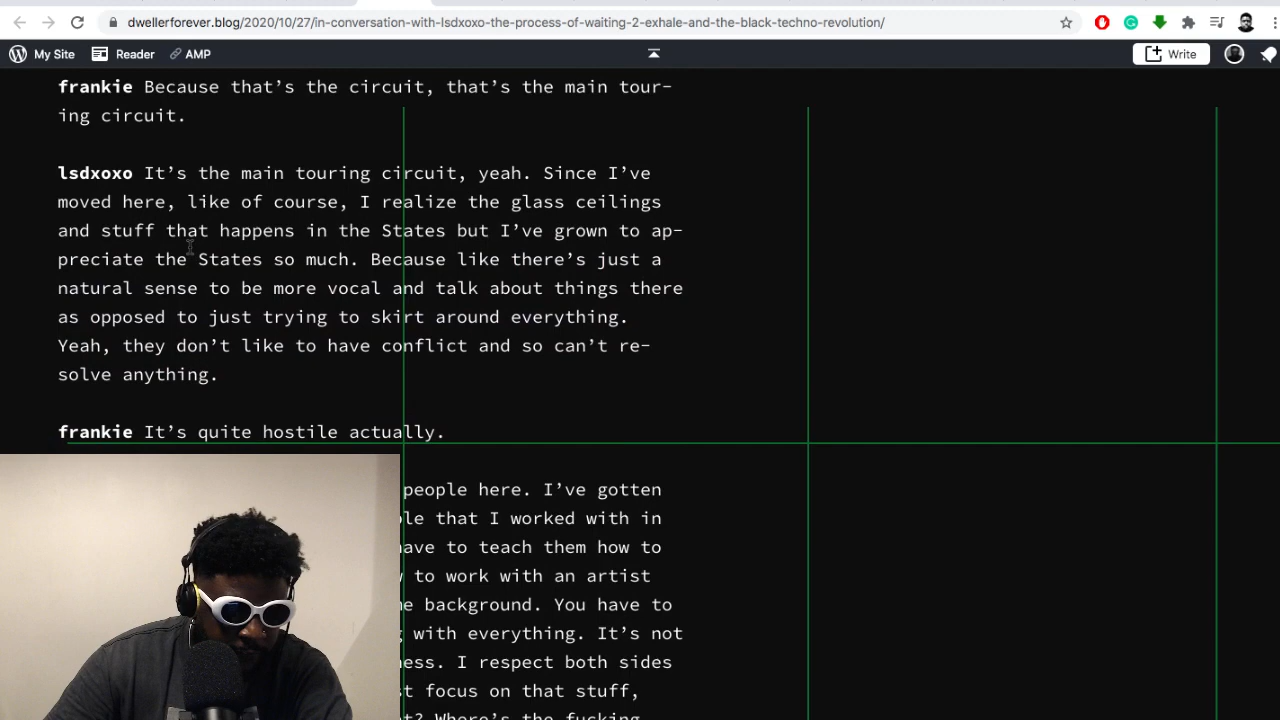 dwellerforever.blog/2020/10/27/in-conversation-with-lsdxoxo-the-process-of-waiting-2-exhale-and-the-black-techno-revolution/
My Site Reader AMP Write
frankie Because that’s the circuit, that’s the main tour-
ing circuit.
lsdxoxo It’s the main touring circuit, yeah. Since I’ve
moved here, like of course, I realize the glass ceilings
and stuff that happens in the States but I’ve grown to ap-
preciate the States so much. Because like there’s just a
natural sense to be more vocal and talk about things there
as opposed to just trying to skirt around everything.
Yeah, they don’t like to have conflict and so can’t re-
solve anything.
frankie It’s quite hostile actually.
people here. I’ve gotten
that I worked with in
have to teach them how to
to work with an artist
background. You have to
with everything. It’s not
I respect both sides
focus on that stuff,
Where’s the fucking